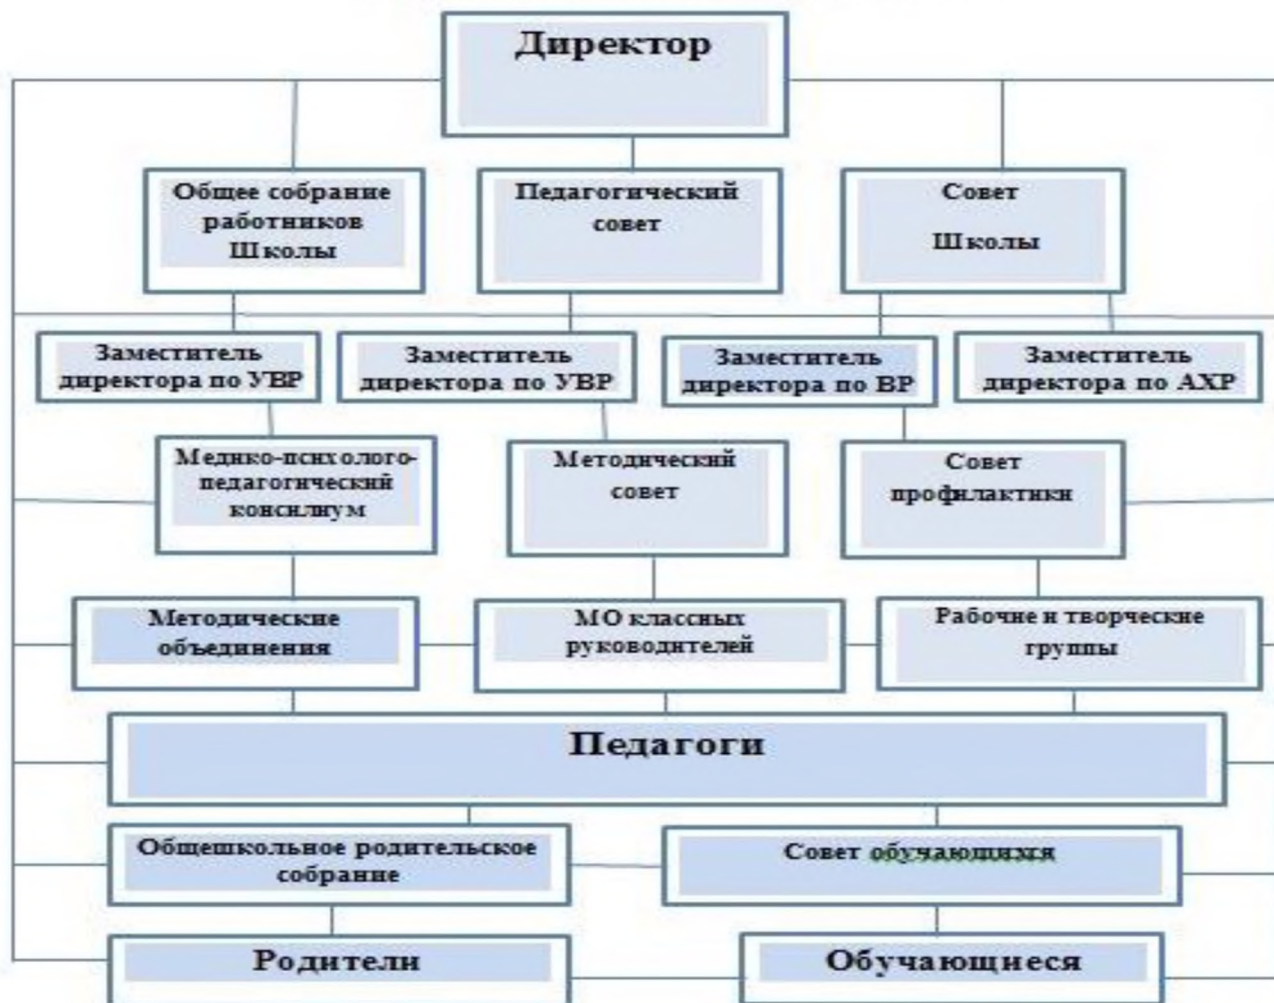 Директор
Общее собрание
работников
Школы
Педагогический
совет
Совет
Школы
Заместитель
директора по УВР
Заместитель
директора по УВР
Заместитель
директора по ВР
Заместитель
директора по АХР
Медико-психолого-
педагогический
консилиум
Методический
совет
Совет
профилактики
Методические
объединения
МО классных
руководителей
Рабочие и творческие
группы
Педагоги
Общешкольное родительское
собрание
Совет обучающихся
Родители
Обучающиеся